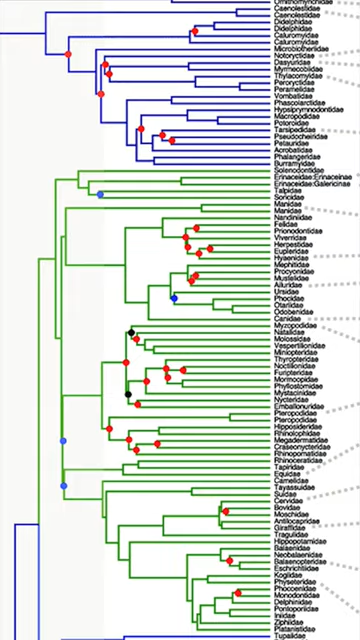 Ornithorhynchidae
Caenolestidae
Caenolestidae
Didelphidae
Didelphidae
Caluromyidae
Caluromyidae
Microbiotheriidae
Notoryctidae
Dasyuridae
Myrmecobiidae
Thylacomyidae
Peroryctidae
Peramelidae
Vombatidae
Phascolarctidae
Hypsiprymnodontidae
Macropodidae
Potoroidae
Tarsipedidae
Pseudocheiridae
Petauridae
Acrobatidae
Phalangeridae
Burramyidae
Solenodontidae
Erinaceidae:Erinaceinae
Erinaceidae:Galericinae
Talpidae
Soricidae
Manidae
Manidae
Nandiniidae
Felidae
Prionodontidae
Viverridae
Herpestidae
Eupleridae
Hyaenidae
Mephitidae
Procyonidae
Mustelidae
Ailuridae
Ursidae
Phocidae
Otariidae
Odobenidae
Canidae
Myzopodidae
Natalidae
Molossidae
Vespertilionidae
Miniopteridae
Thyropteridae
Noctilionidae
Furipteridae
Mormoopidae
Phyllostomidae
Mystacinidae
Nycteridae
Emballonuridae
Pteropodidae
Pteropodidae
Hipposideridae
Rhinolophidae
Megadermatidae
Craseonycteridae
Rhinopomatidae
Rhinocerotidae
Tapiridae
Equidae
Camelidae
Tayassuidae
Suidae
Cervidae
Bovidae
Moschidae
Antilocapridae
Giraffidae
Tragulidae
Hippopotamidae
Balaenidae
Neobalaenidae
Balaenopteridae
Eschrichtiidae
Kogiidae
Physeteridae
Phocoenidae
Monodontidae
Delphinidae
Pontoporiidae
Iniidae
Ziphiidae
Platanistidae
Tupaiidae